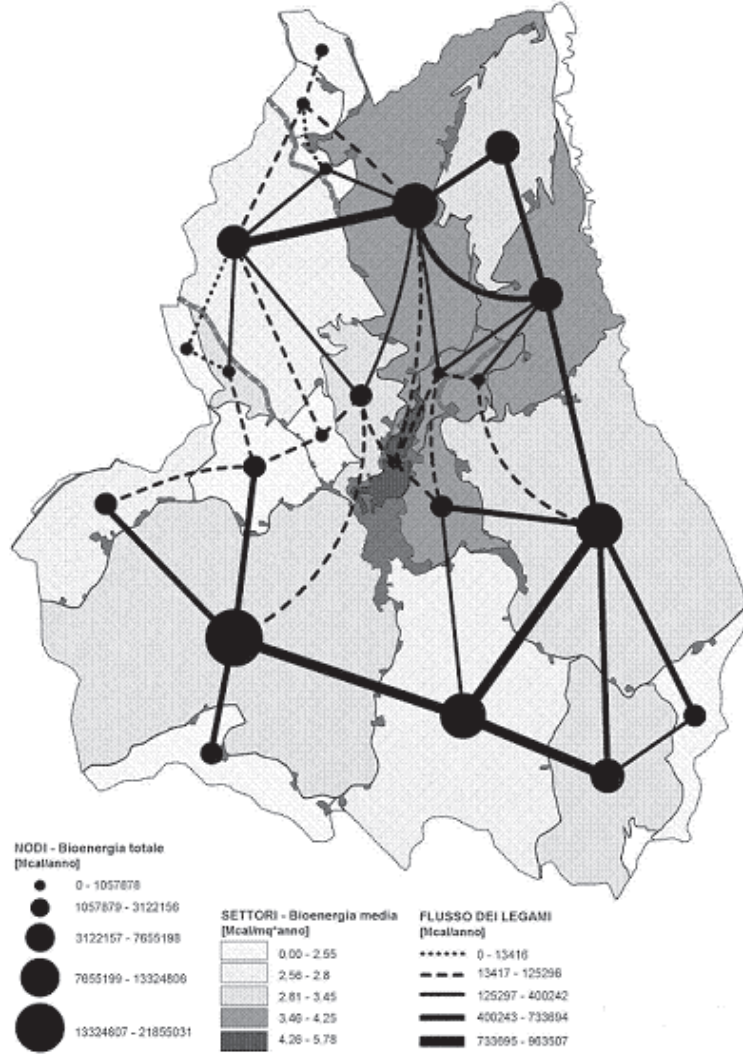 NODI - Bioenergia totale
[Mcal/anno]
0 - 1057878
1057879 - 3122156
3122157 - 7655198
7655199 - 13324806
13324807 - 21855031
SETTORI - Bioenergia media
[Mcal/mq*anno]
0,00 - 2.55
2.56 - 2.8
2.81 - 3.45
3.46 - 4.25
4.26 - 5.78
FLUSSO DEI LEGAMI
[Mcal/anno]
0 - 13416
13417 - 125296
125297 - 400242
400243 - 733694
733695 - 963507